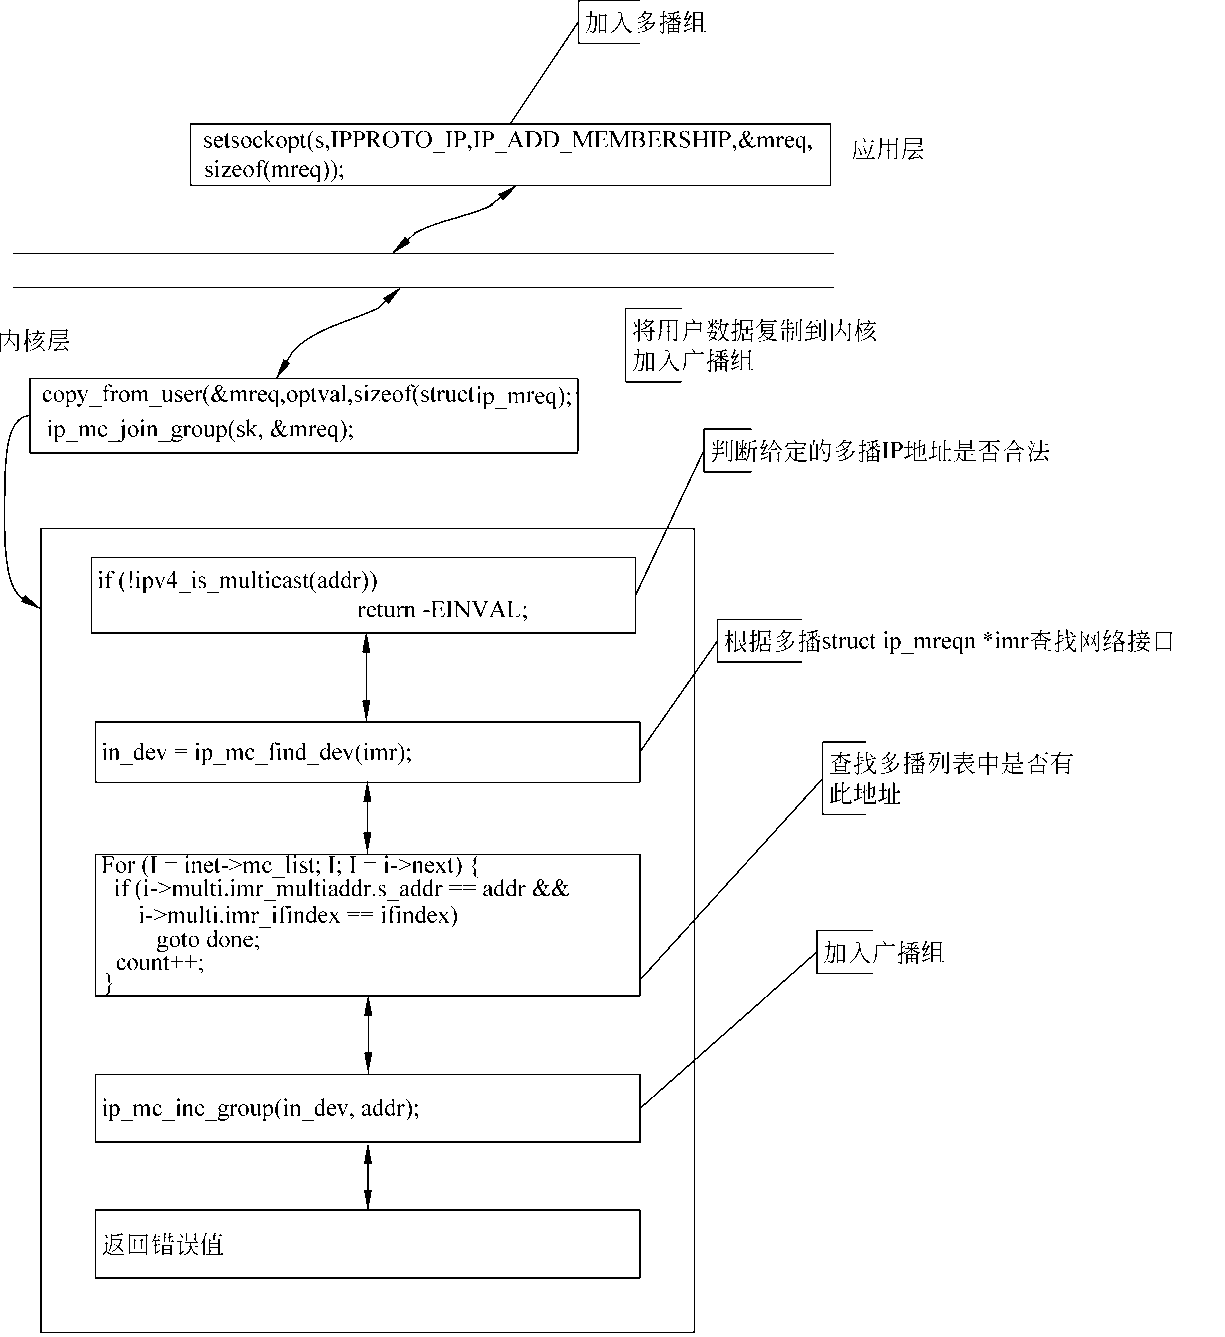 加入多播组
setsockopt(s,IPPROTO_IP,IP_ADD_MEMBERSHIP,&mreq,
sizeof(mreq));
应用层
内核层
将用户数据复制到内核
加入广播组
copy_from_user(&mreq,optval,sizeof(struct ip_mreq);
ip_mc_join_group(sk, &mreq);
判断给定的多播IP地址是否合法
if (!ipv4_is_multicast(addr))
return -EINVAL;
根据多播struct ip_mreqn *imr查找网络接口
in_dev = ip_mc_find_dev(imr);
查找多播列表中是否有
此地址
For (I = inet->mc_list; I; I = i->next) {
if (i->multi.imr_multiaddr.s_addr == addr &&
i->multi.imr_ifindex == ifindex)
goto done;
count++;
}
加入广播组
ip_mc_inc_group(in_dev, addr);
返回错误值